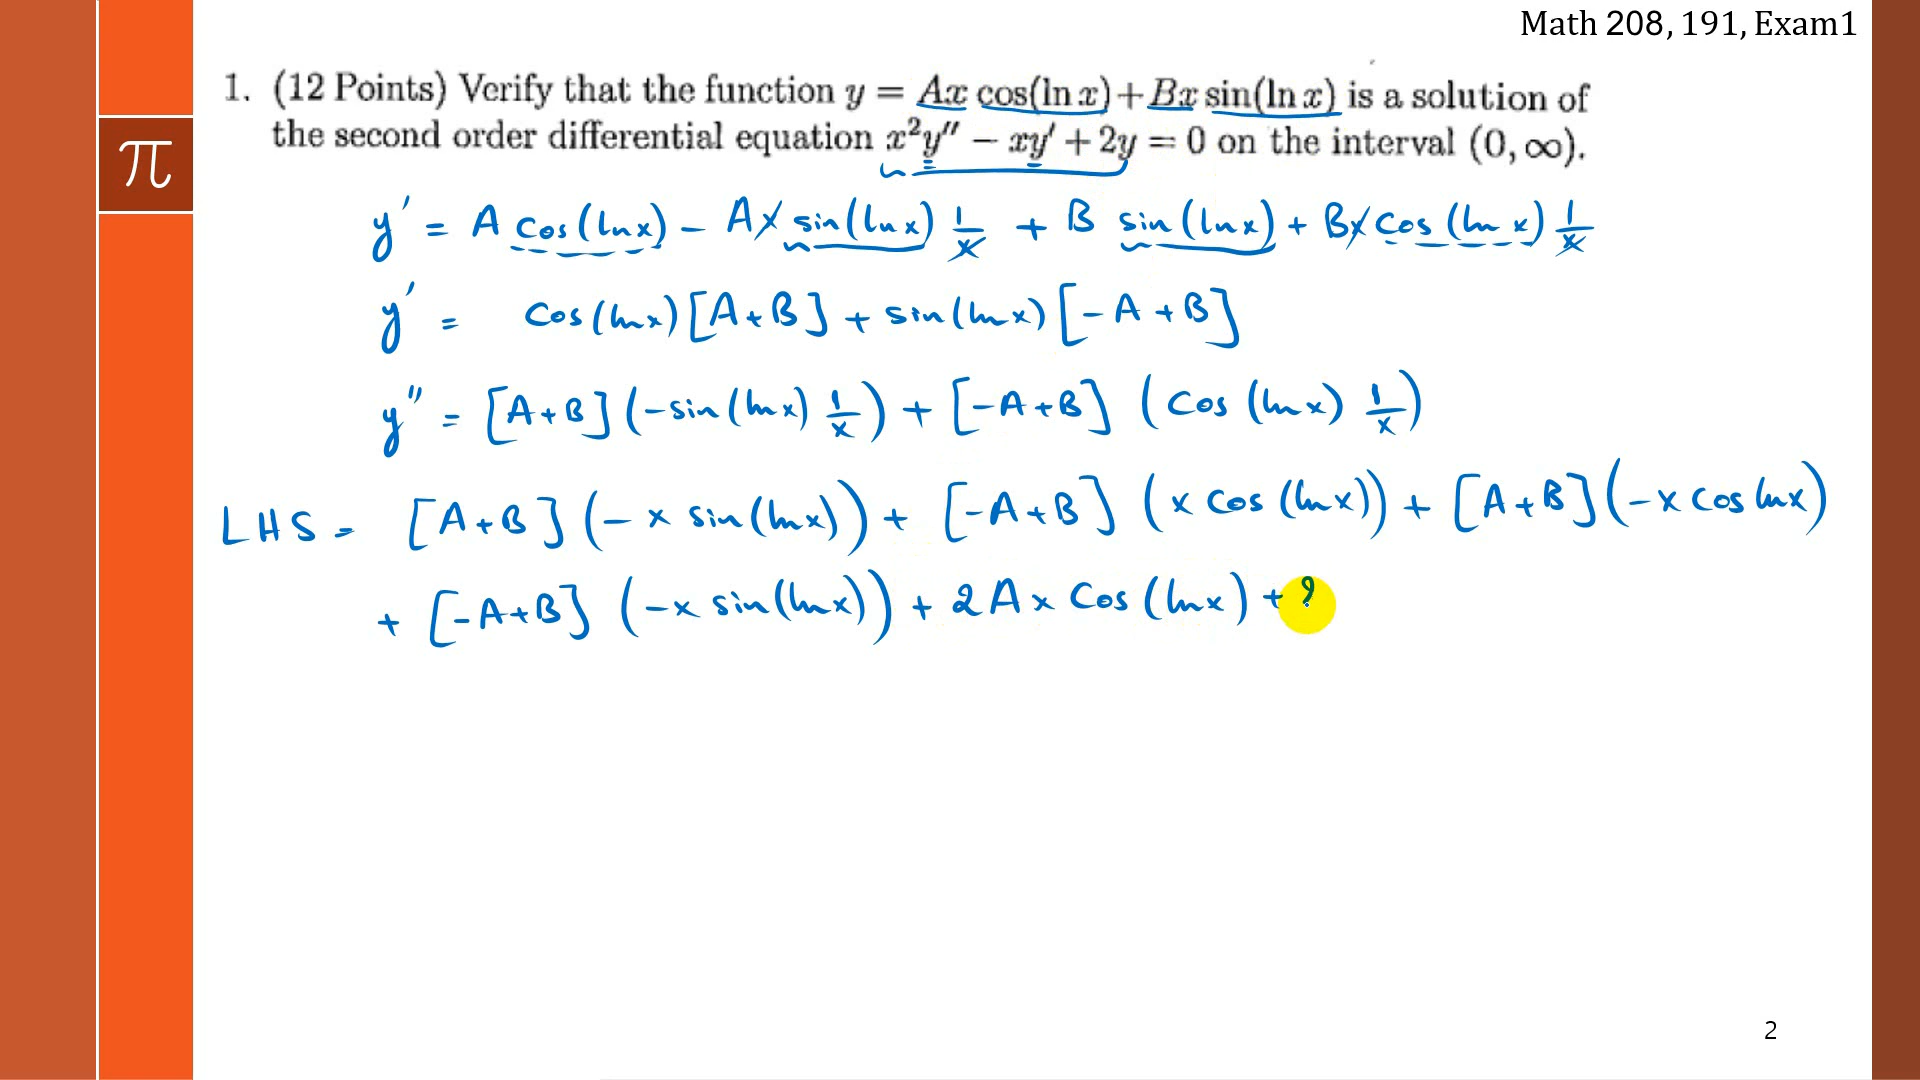 Math 208, 191, Exam1
1. (12 Points) Verify that the function y = Ax cos(ln x)+Bx sin(ln x) is a solution of
the second order differential equation x²y″ − xy′ + 2y = 0 on the interval (0, ∞).
π
y′ = A cos(ln x) − Ax sin(ln x) 1/x + B sin(ln x) + Bx cos(ln x) 1/x
y′ = cos(ln x)[A+B] + sin(ln x)[−A+B]
y″ = [A+B](−sin(ln x) 1/x) + [−A+B] (cos(ln x) 1/x)
LHS = [A+B](−x sin(ln x)) + [−A+B] (x cos(ln x)) + [A+B](−x cos ln x)
+ [−A+B] (−x sin(ln x)) + 2Ax cos(ln x) +
2